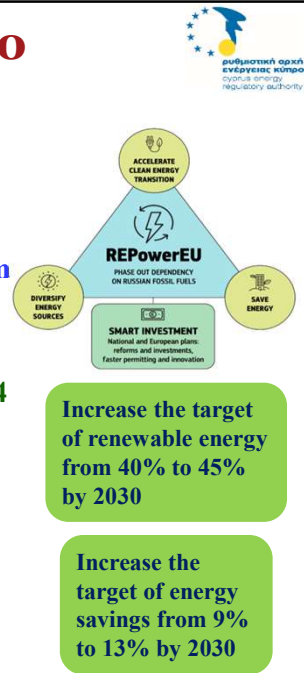 o
ρυθμιστική αρχή
ενέργειας κύπρου
cyprus energy
regulatory authority
ACCELERATE
CLEAN ENERGY
TRANSITION
REPowerEU
PHASE OUT DEPENDENCY
ON RUSSIAN FOSSIL FUELS
DIVERSIFY
ENERGY
SOURCES
SAVE
ENERGY
SMART INVESTMENT
National and European plans:
reforms and investments,
faster permitting and innovation
4
Increase the target
of renewable energy
from 40% to 45%
by 2030
Increase the
target of energy
savings from 9%
to 13% by 2030